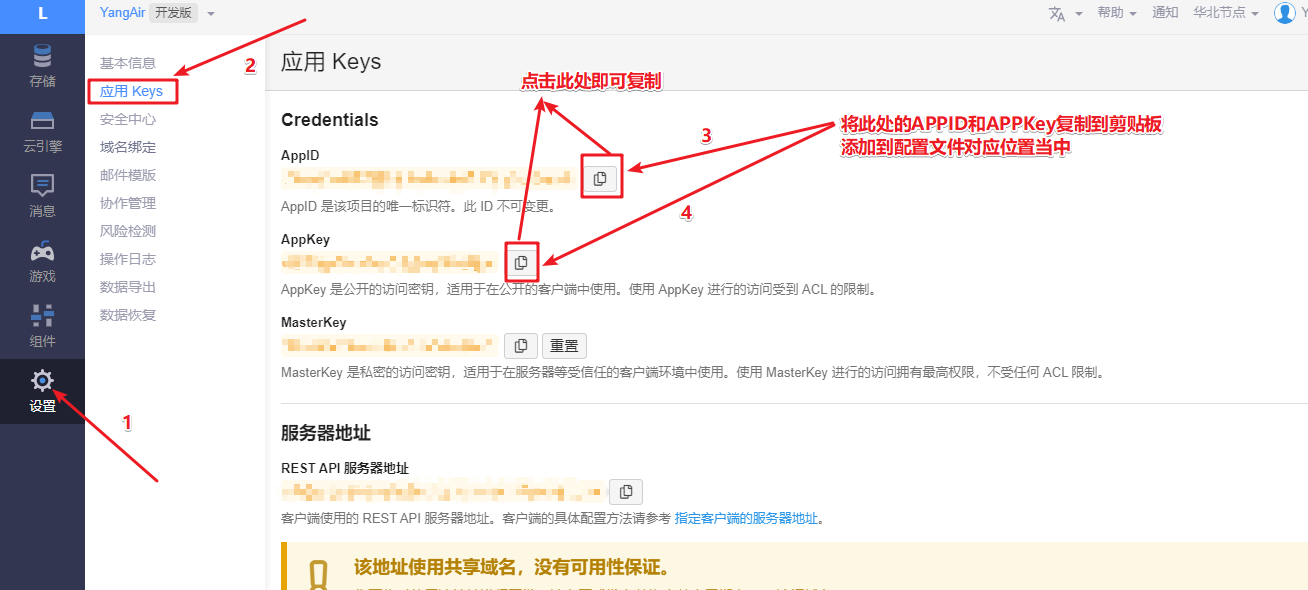 L
YangAir 开发版
帮助 通知 华北节点 Y
存储
云引擎
消息
游戏
组件
设置
1
基本信息
应用 Keys
安全中心
域名绑定
邮件模版
协作管理
风险检测
操作日志
数据导出
数据恢复
2
应用 Keys
点击此处即可复制
将此处的APPID和APPKey复制到剪贴板
添加到配置文件对应位置当中
3
4
Credentials
AppID
AppID 是该项目的唯一标识符。此 ID 不可变更。
AppKey
AppKey 是公开的访问密钥，适用于在公开的客户端中使用。使用 AppKey 进行的访问受到 ACL 的限制。
MasterKey
重置
MasterKey 是私密的访问密钥，适用于在服务器等受信任的客户端环境中使用。使用 MasterKey 进行的访问拥有最高权限，不受任何 ACL 限制。
服务器地址
REST API 服务器地址
客户端使用的 REST API 服务器地址。客户端的具体配置方法请参考 指定客户端的服务器地址。
该地址使用共享域名，没有可用性保证。